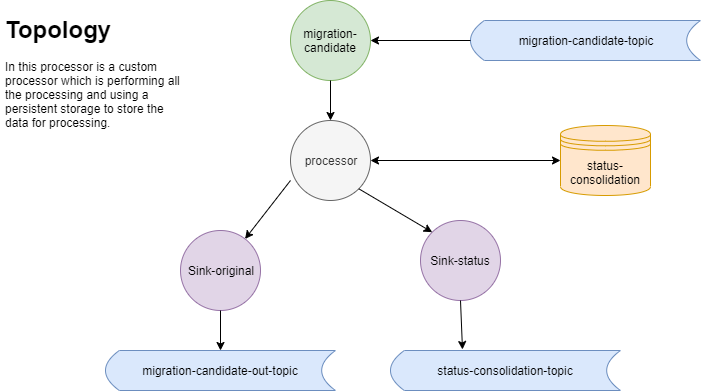 Topology
In this processor is a custom
processor which is performing all
the processing and using a
persistent storage to store the
data for processing.
migration-
candidate
migration-candidate-topic
processor
status-
consolidation
Sink-original
Sink-status
migration-candidate-out-topic
status-consolidation-topic